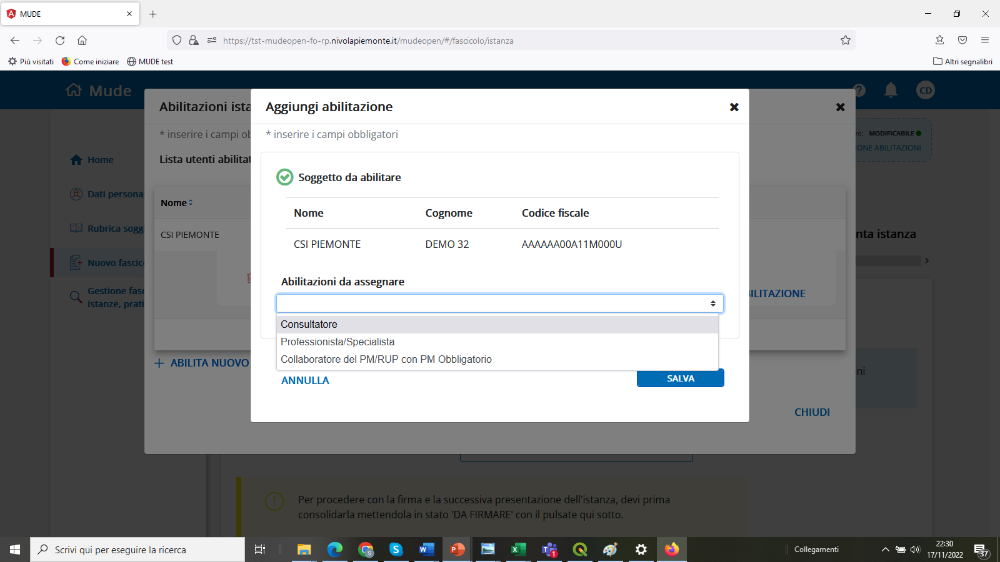 MUDE
https://tst-mudeopen-fo-rp.nivolapiemonte.it/mudeopen/#/fascicolo/istanza
Più visitati
Come iniziare
MUDE test
Altri segnalibri
Mude
CD
Home
Dati persona
Rubrica sogg
Nuovo fascic
Gestione fasc
istanze, prati
Abilitazioni ista
* inserire i campi ob
Lista utenti abilitat
Nome
CSI PIEMONTE
ABILITA NUOVO
ro: MODIFICABILE
IONE ABILITAZIONI
nta istanza
BILITAZIONE
oni
CHIUDI
Aggiungi abilitazione
* inserire i campi obbligatori
Soggetto da abilitare
Nome Cognome Codice fiscale
CSI PIEMONTE DEMO 32 AAAAAA00A11M000U
Abilitazioni da assegnare
Consultatore
Professionista/Specialista
Collaboratore del PM/RUP con PM Obbligatorio
ANNULLA
SALVA
Per procedere con la firma e la successiva presentazione dell'istanza, devi prima
consolidarla mettendola in stato 'DA FIRMARE' con il pulsate qui sotto.
Scrivi qui per eseguire la ricerca
1
Collegamenti
22:30
17/11/2022
37